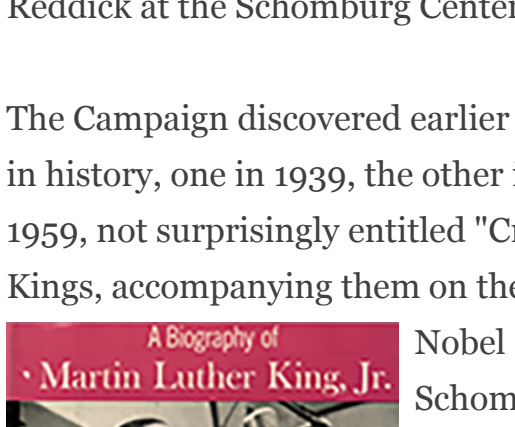 Reddick at the Schomburg Center
The Campaign discovered earlier
in history, one in 1939, the other
1959, not surprisingly entitled "Cr
Kings, accompanying them on the
A Biography of
Martin Luther King, Jr.
Nobel
Schom